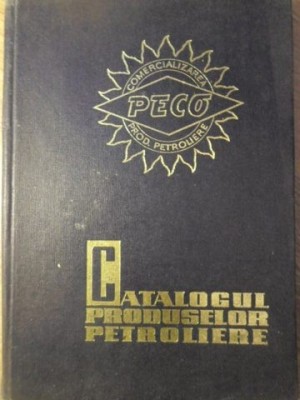 COMERCIALIZAREA
PECO
PROD. PETROLIERE
CATALOGUL
PRODUSELOR
PETROLIERE